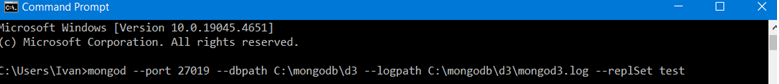 Command Prompt
Microsoft Windows [Version 10.0.19045.4651]
(c) Microsoft Corporation. All rights reserved.
C:\Users\Ivan>mongod --port 27019 --dbpath C:\mongodb\d3 --logpath C:\mongodb\d3\mongod3.log --replSet test